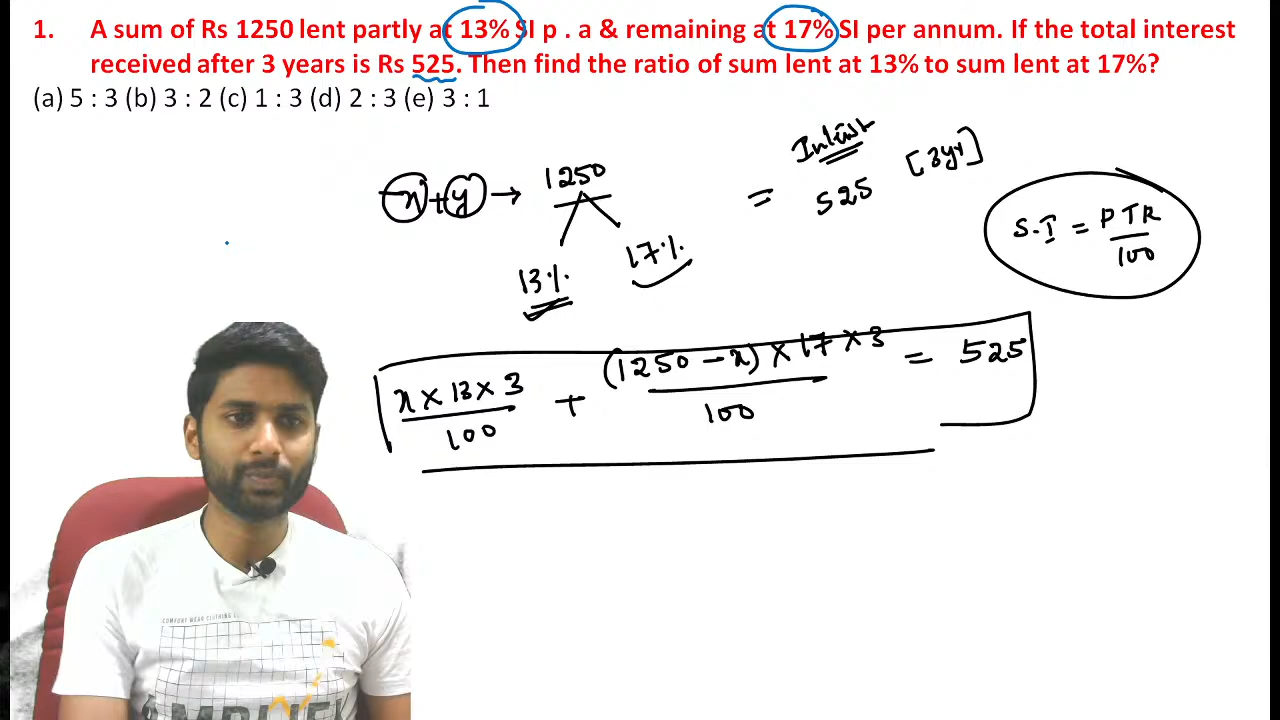 1. A sum of Rs 1250 lent partly at 13% SI p . a & remaining at 17% SI per annum. If the total interest
received after 3 years is Rs 525. Then find the ratio of sum lent at 13% to sum lent at 17%?
(a) 5 : 3 (b) 3 : 2 (c) 1 : 3 (d) 2 : 3 (e) 3 : 1
Interest
x + y → 1250 = 525 [3yr]
S.I = PTR / 100
13% 17%
x × 13 × 3 / 100 + (1250 - x) × 17 × 3 / 100 = 525